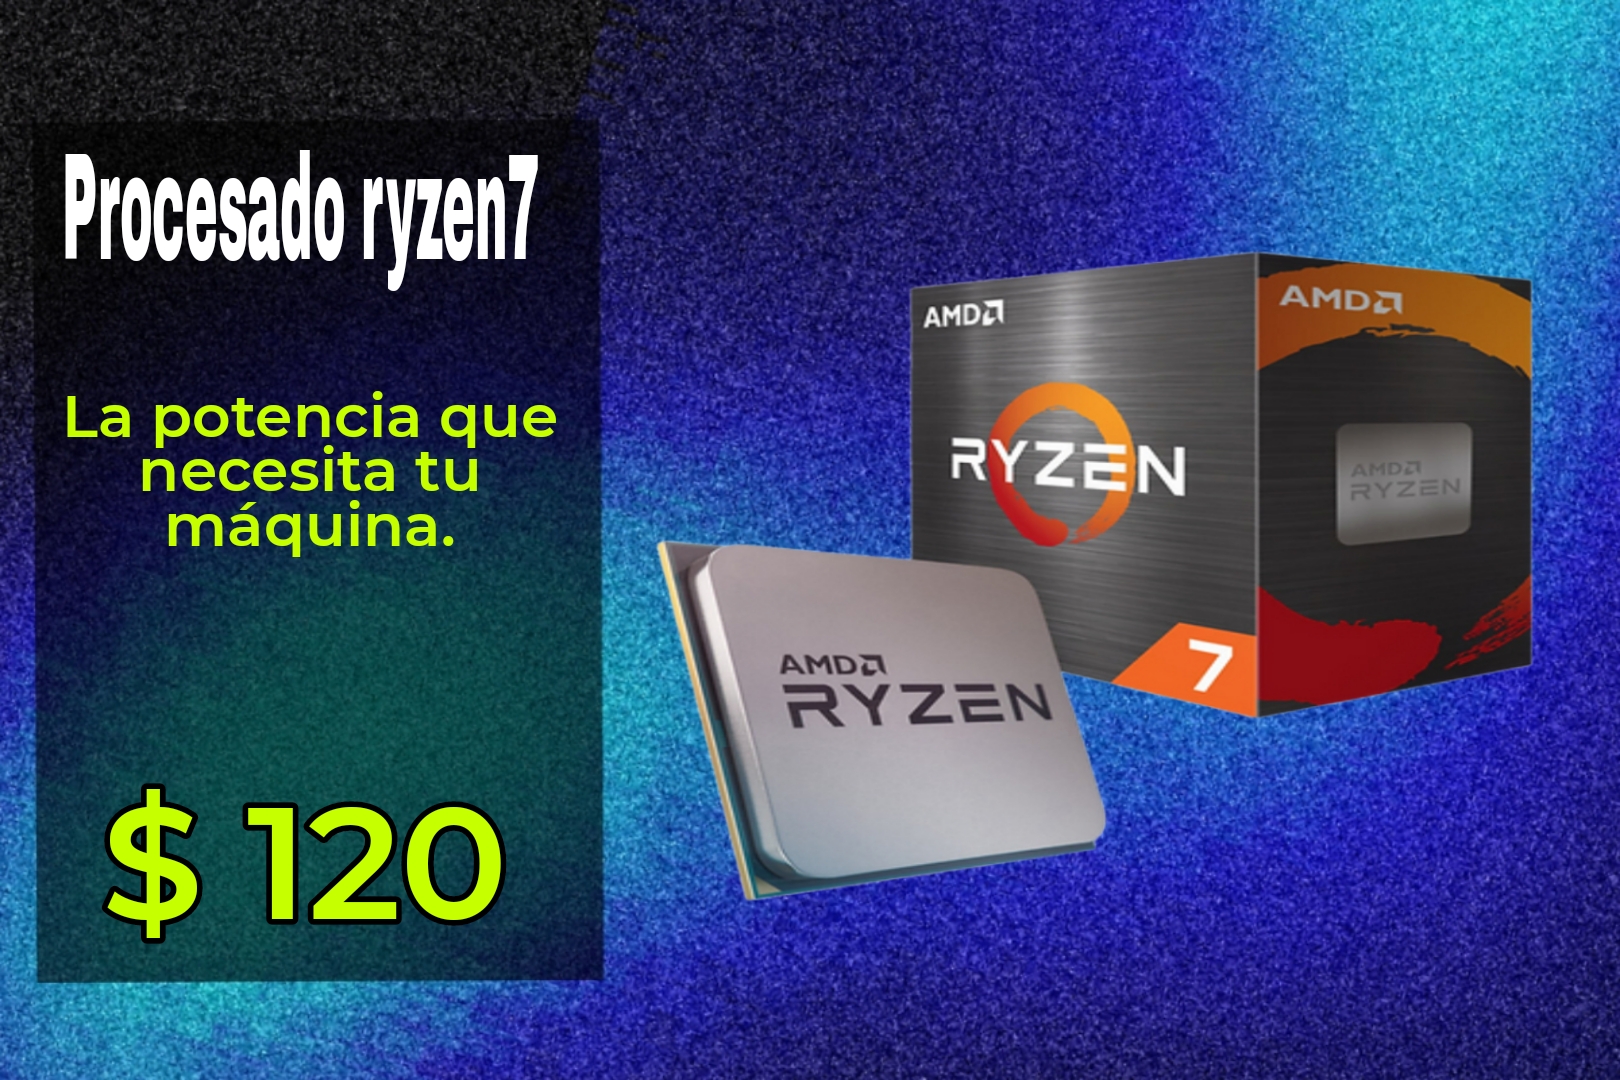 Procesado ryzen7
La potencia que
necesita tu
máquina.
$ 120
AMD
RYZEN
7
AMD
AMD
RYZEN
AMD
RYZEN